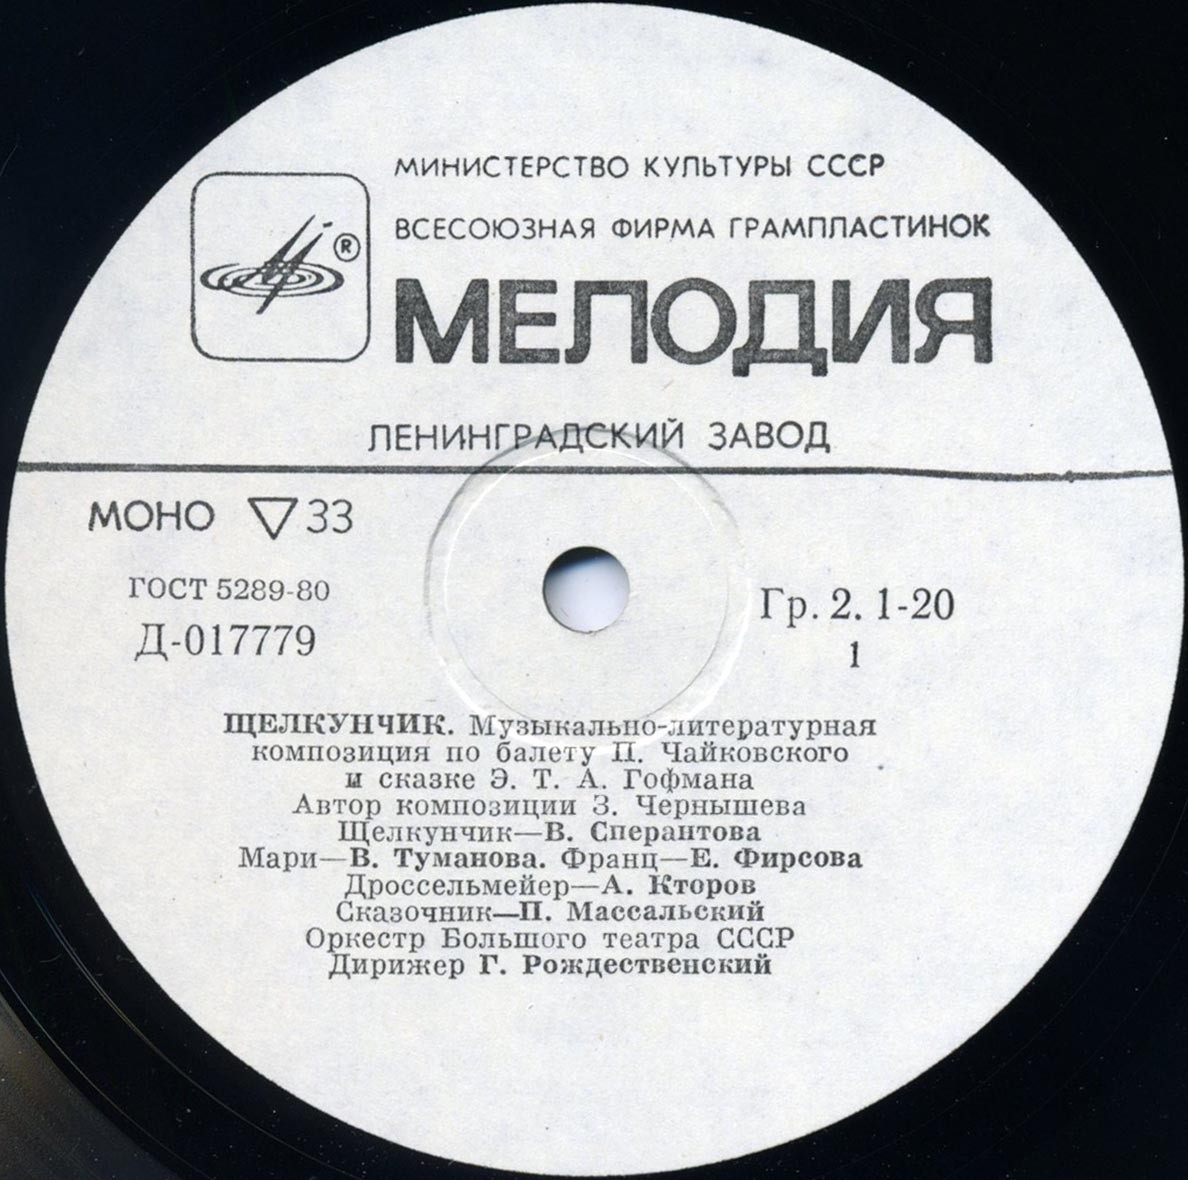 МИНИСТЕРСТВО КУЛЬТУРЫ СССР
ВСЕСОЮЗНАЯ ФИРМА ГРАМПЛАСТИНОК
®
МЕЛОДИЯ
ЛЕНИНГРАДСКИЙ ЗАВОД
МОНО ▽33
ГОСТ 5289-80
Д-017779
Гр. 2. 1-20
1
ЩЕЛКУНЧИК. Музыкально-литературная
композиция по балету П. Чайковского
и сказке Э. Т. А. Гофмана
Автор композиции З. Чернышева
Щелкунчик—В. Сперантова
Мари—В. Туманова. Франц—Е. Фирсова
Дроссельмейер—А. Кторов
Сказочник—П. Массальский
Оркестр Большого театра СССР
Дирижер Г. Рождественский